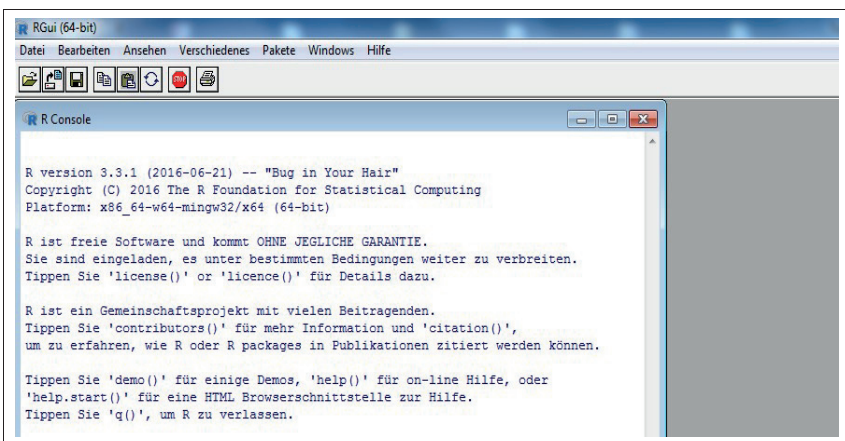 RGui (64-bit)
Datei Bearbeiten Ansehen Verschiedenes Pakete Windows Hilfe
STOP
R Console
R version 3.3.1 (2016-06-21) -- "Bug in Your Hair"
Copyright (C) 2016 The R Foundation for Statistical Computing
Platform: x86_64-w64-mingw32/x64 (64-bit)
R ist freie Software und kommt OHNE JEGLICHE GARANTIE.
Sie sind eingeladen, es unter bestimmten Bedingungen weiter zu verbreiten.
Tippen Sie 'license()' or 'licence()' für Details dazu.
R ist ein Gemeinschaftsprojekt mit vielen Beitragenden.
Tippen Sie 'contributors()' für mehr Information und 'citation()',
um zu erfahren, wie R oder R packages in Publikationen zitiert werden können.
Tippen Sie 'demo()' für einige Demos, 'help()' für on-line Hilfe, oder
'help.start()' für eine HTML Browserschnittstelle zur Hilfe.
Tippen Sie 'q()', um R zu verlassen.